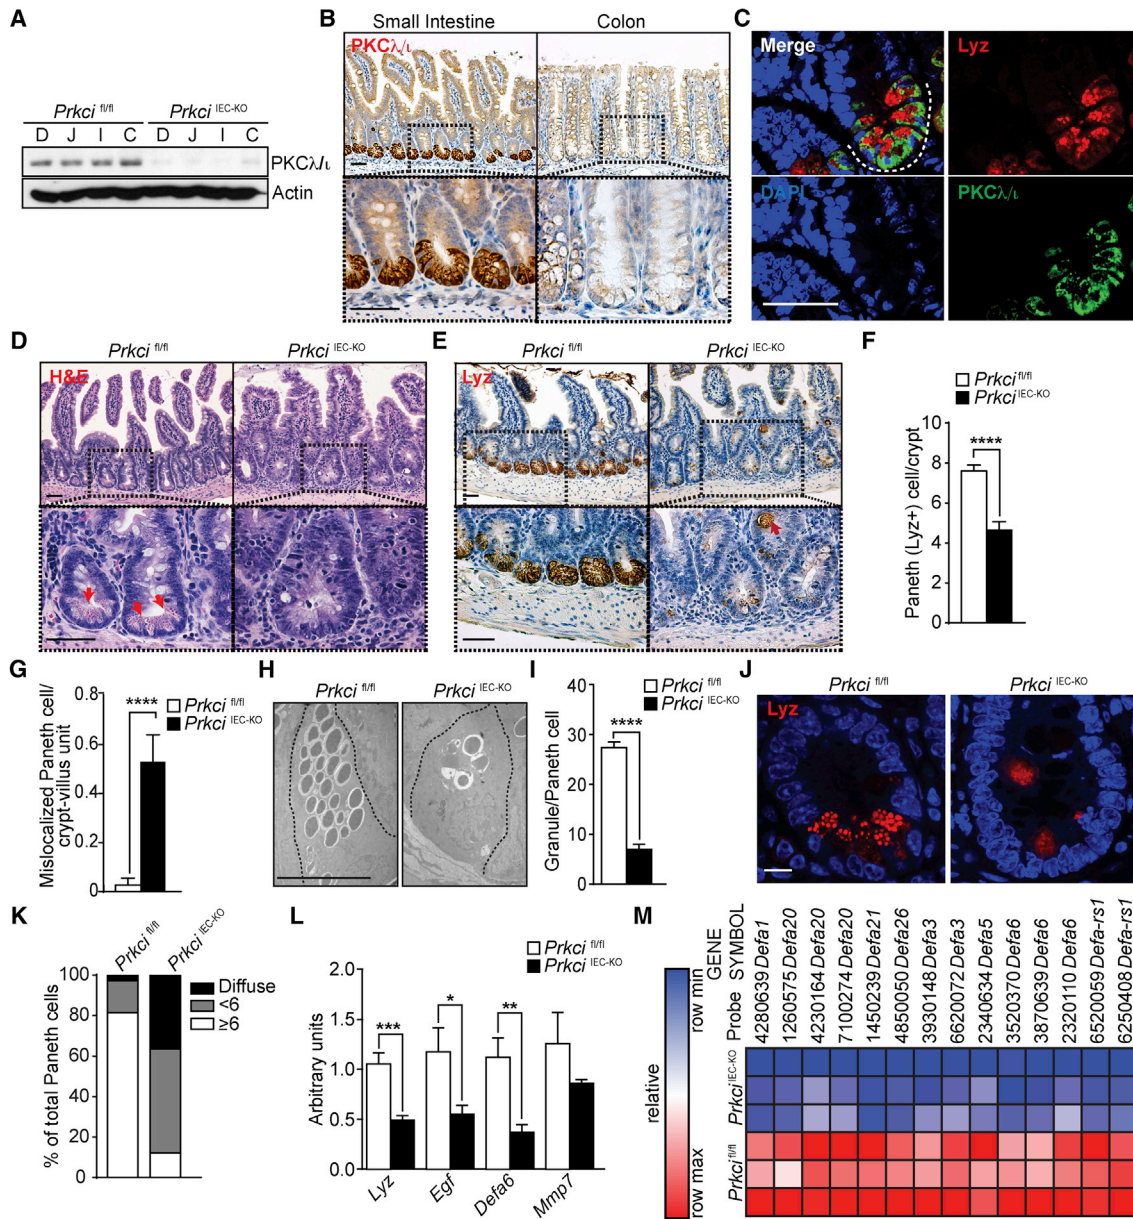 A
Prkci fl/fl Prkci IEC-KO
D J I C D J I C
PKCλ/ι
Actin
B
Small Intestine Colon
PKCλ/ι
C
Merge Lyz
DAPI PKCλ/ι
D
Prkci fl/fl Prkci IEC-KO
H&E
E
Prkci fl/fl Prkci IEC-KO
Lyz
F
Prkci fl/fl
Prkci IEC-KO
Paneth (Lyz+) cell/crypt
10
8
6
4
2
0
****
G
Mislocalized Paneth cell/
crypt-villus unit
0.8
0.6
0.4
0.2
0
****
Prkci fl/fl
Prkci IEC-KO
H
Prkci fl/fl Prkci IEC-KO
I
Prkci fl/fl
Prkci IEC-KO
Granule/Paneth cell
40
30
20
10
0
****
J
Prkci fl/fl Prkci IEC-KO
Lyz
K
Prkci fl/fl Prkci IEC-KO
% of total Paneth cells
100
80
60
40
20
0
Diffuse
<6
≥6
L
Prkci fl/fl
Prkci IEC-KO
Arbitrary units
2.0
1.5
1.0
0.5
0.0
*** * **
Lyz Egf Defa6 Mmp7
M
row min
relative
row max
GENE
SYMBOL
Probe
4280639 Defa1
1260575 Defa20
4230164 Defa20
7100274 Defa20
1450239 Defa21
4850050 Defa26
3930148 Defa3
6620072 Defa3
2340634 Defa5
3520370 Defa6
3870639 Defa6
2320110 Defa6
6520059 Defa-rs1
6250408 Defa-rs1
Prkci IEC-KO
Prkci fl/fl